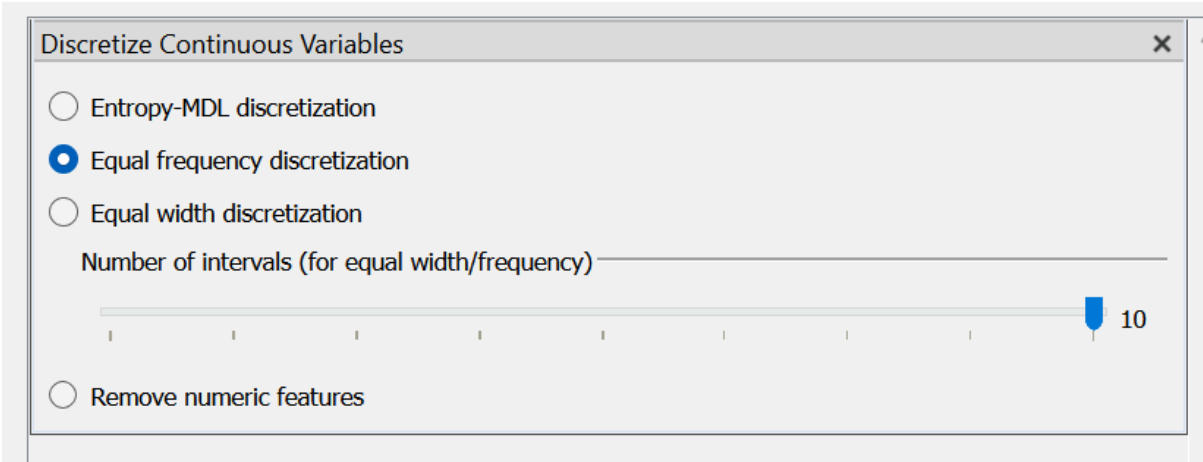 Discretize Continuous Variables
Entropy-MDL discretization
Equal frequency discretization
Equal width discretization
Number of intervals (for equal width/frequency)
10
Remove numeric features